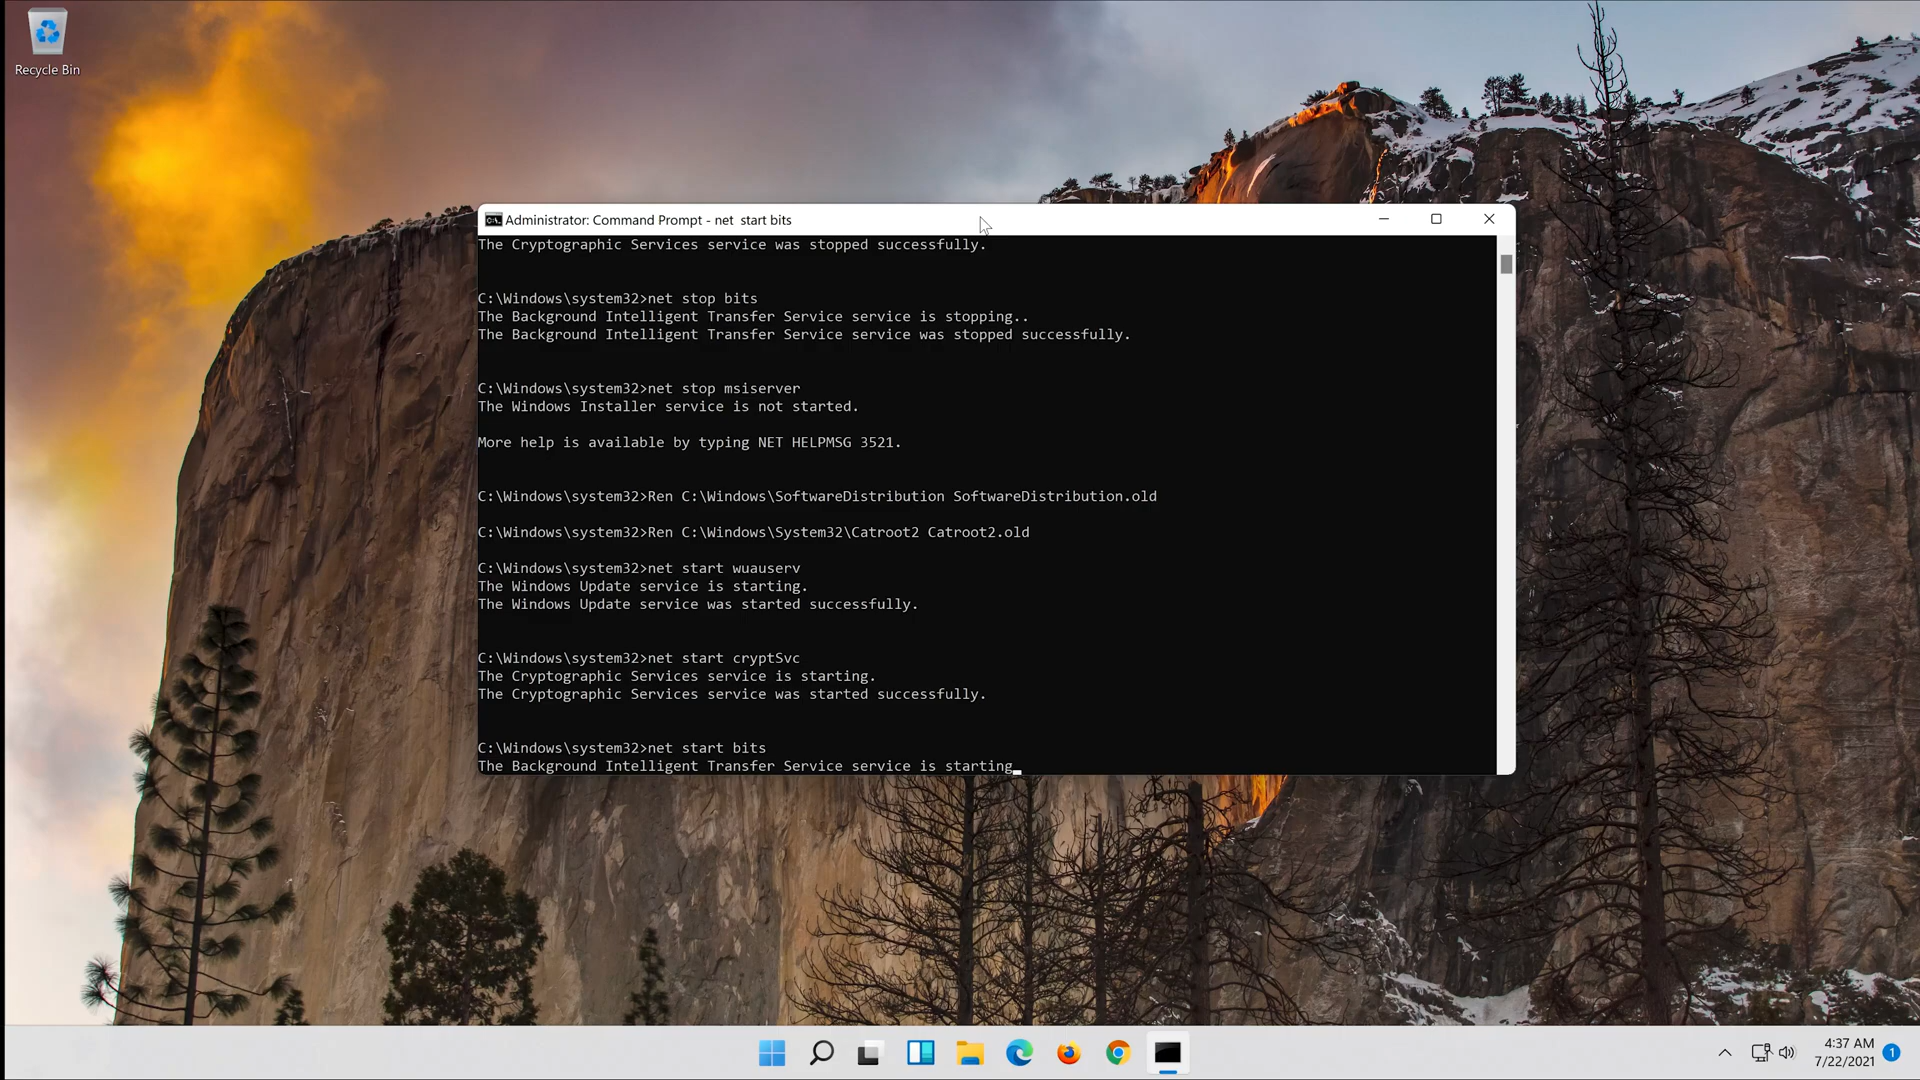 Recycle Bin
Administrator: Command Prompt - net  start bits
The Cryptographic Services service was stopped successfully.
C:\Windows\system32>net stop bits
The Background Intelligent Transfer Service service is stopping..
The Background Intelligent Transfer Service service was stopped successfully.
C:\Windows\system32>net stop msiserver
The Windows Installer service is not started.
More help is available by typing NET HELPMSG 3521.
C:\Windows\system32>Ren C:\Windows\SoftwareDistribution SoftwareDistribution.old
C:\Windows\system32>Ren C:\Windows\System32\Catroot2 Catroot2.old
C:\Windows\system32>net start wuauserv
The Windows Update service is starting.
The Windows Update service was started successfully.
C:\Windows\system32>net start cryptSvc
The Cryptographic Services service is starting.
The Cryptographic Services service was started successfully.
C:\Windows\system32>net start bits
The Background Intelligent Transfer Service service is starting
4:37 AM
7/22/2021
1